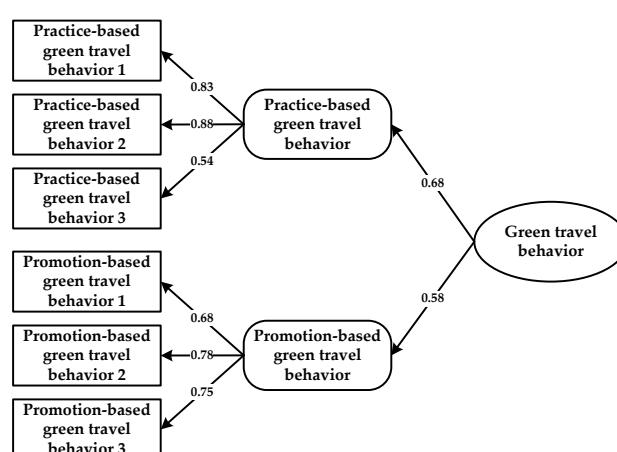 Practice-based
green travel
behavior 1
0.83
Practice-based
green travel
behavior 2
0.88
Practice-based
green travel
behavior 3
0.54
Practice-based
green travel
behavior
0.68
Green travel
behavior
Promotion-based
green travel
behavior 1
0.68
Promotion-based
green travel
behavior 2
0.78
Promotion-based
green travel
behavior 3
0.75
Promotion-based
green travel
behavior
0.58